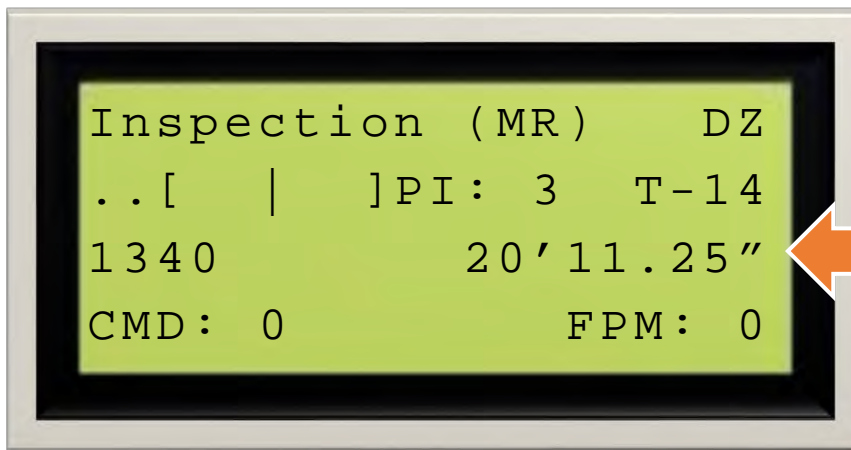 Inspection (MR) DZ
..[ | ]PI: 3 T-14
1340 20’11.25”
CMD: 0 FPM: 0